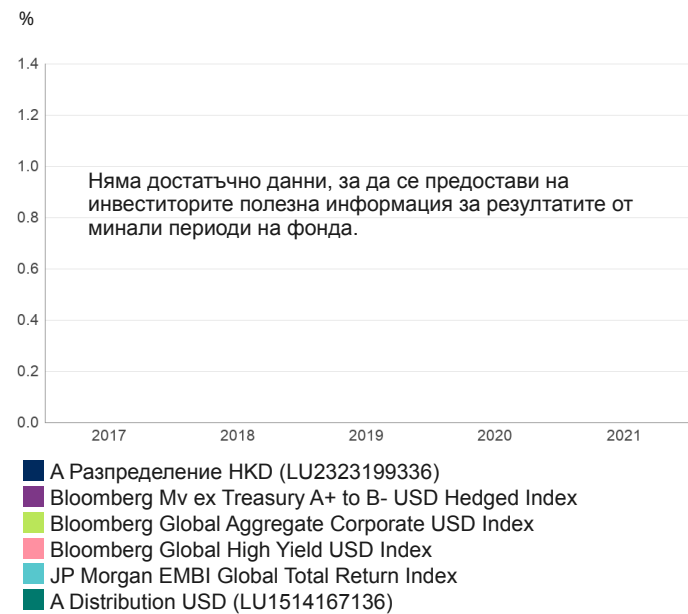 %
1.4
1.2
1.0
Няма достатъчно данни, за да се предостави на
инвеститорите полезна информация за резултатите от
0.8
минали периоди на фонда.
0.6
0.4
0.2
0.0
2017 2018 2019 2020 2021
А Разпределение HKD (LU2323199336)
Bloomberg Mv ex Treasury A+ to B- USD Hedged Index
Bloomberg Global Aggregate Corporate USD Index
Bloomberg Global High Yield USD Index
JP Morgan EMBI Global Total Return Index
A Distribution USD (LU1514167136)